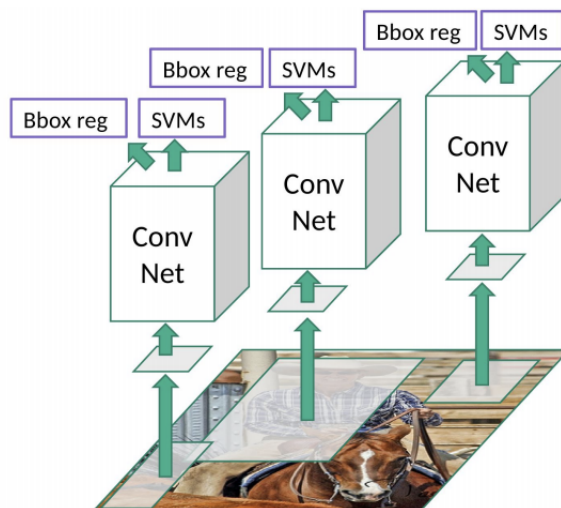 Bbox reg SVMs
Bbox reg SVMs
Bbox reg SVMs
Conv
Net
Conv
Net
Conv
Net